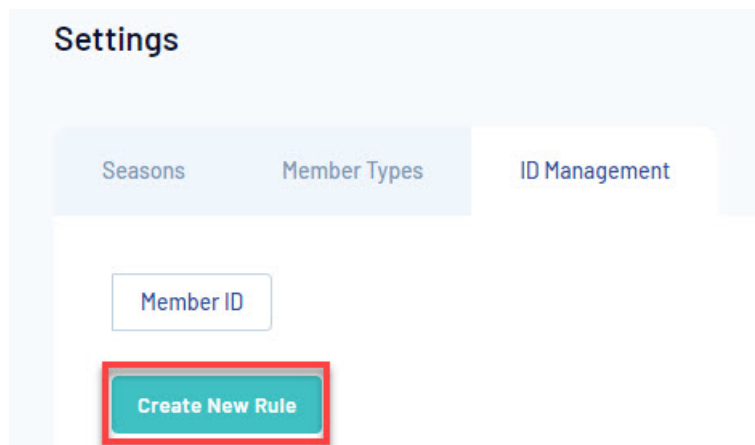 Settings
Seasons Member Types ID Management
Member ID
Create New Rule